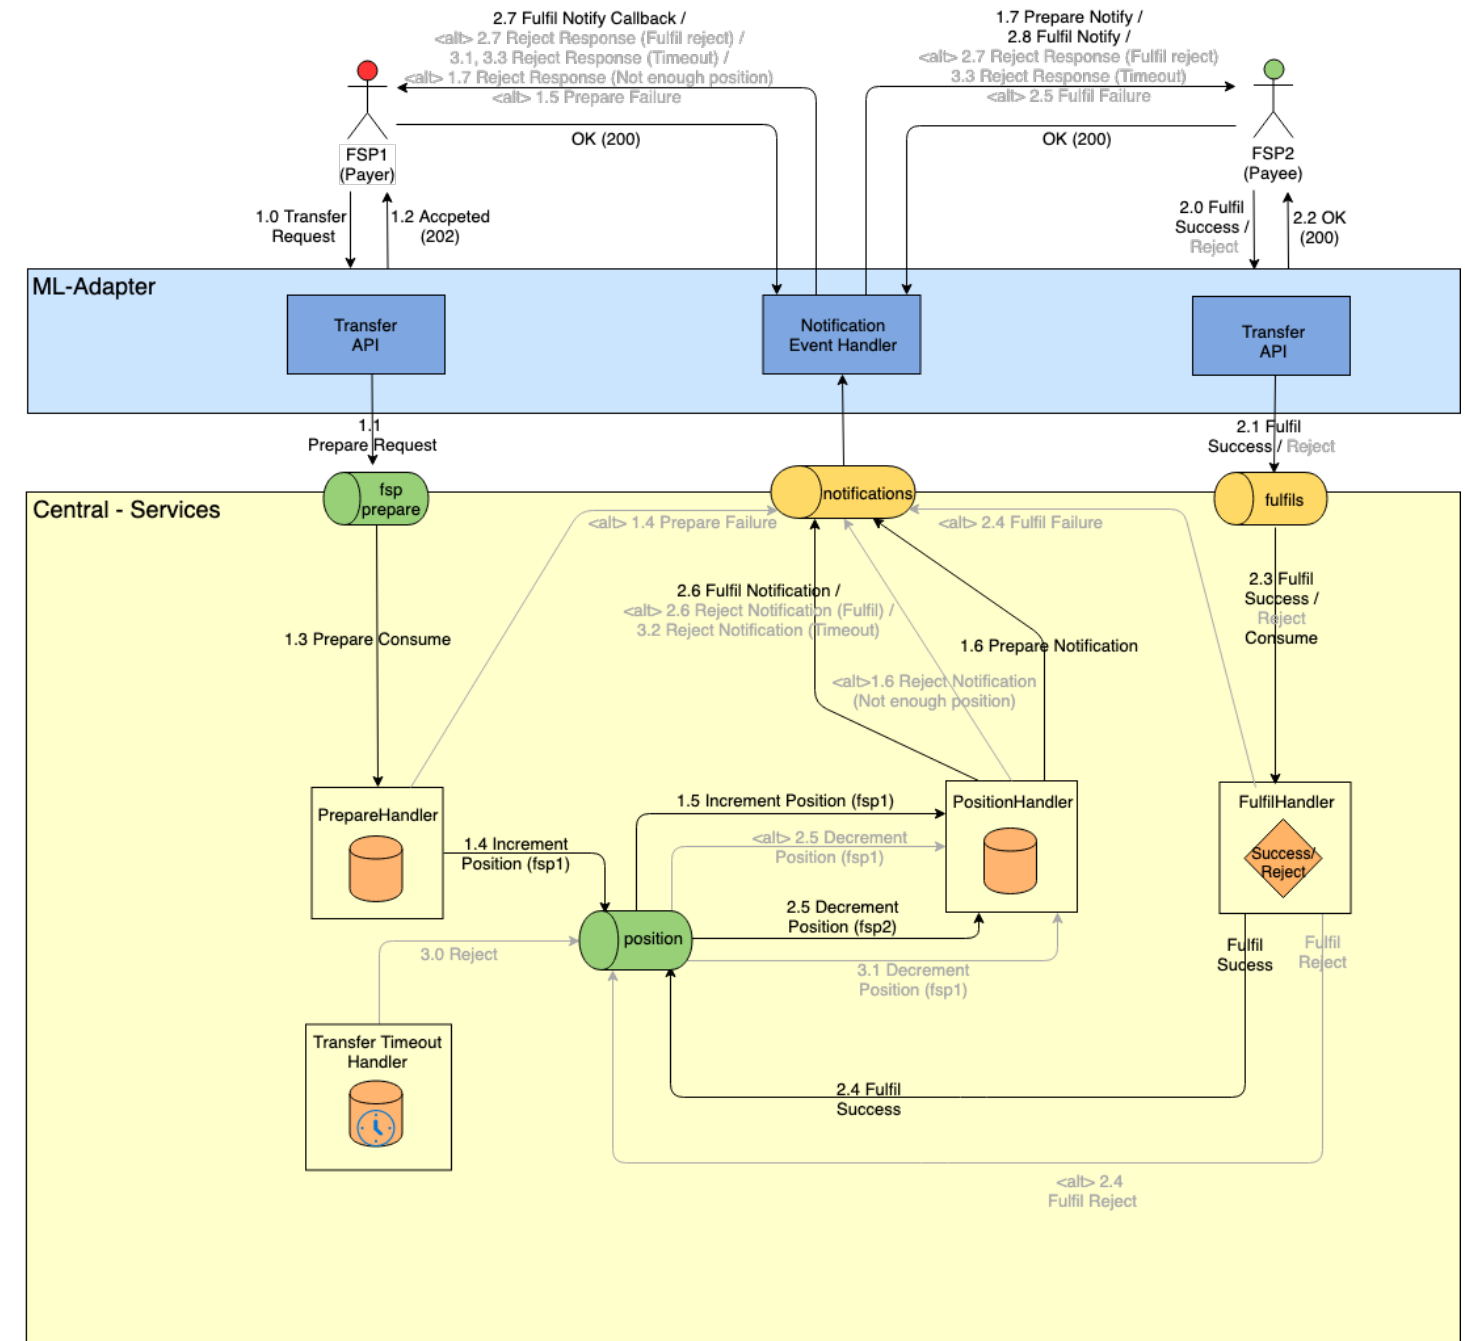 2.7 Fulfil Notify Callback /
<alt> 2.7 Reject Response (Fulfil reject) /
3.1, 3.3 Reject Response (Timeout) /
<alt> 1.7 Reject Response (Not enough position)
<alt> 1.5 Prepare Failure
1.7 Prepare Notify /
2.8 Fulfil Notify /
<alt> 2.7 Reject Response (Fulfil reject)
3.3 Reject Response (Timeout)
<alt> 2.5 Fulfil Failure
OK (200)
OK (200)
FSP1
(Payer)
FSP2
(Payee)
1.0 Transfer
Request
1.2 Accpeted
(202)
2.0 Fulfil
Success /
Reject
2.2 OK
(200)
ML-Adapter
Transfer
API
Notification
Event Handler
Transfer
API
1.1
Prepare Request
2.1 Fulfil
Success / Reject
Central - Services
fsp
prepare
notifications
fulfils
<alt> 1.4 Prepare Failure
<alt> 2.4 Fulfil Failure
2.6 Fulfil Notification /
<alt> 2.6 Reject Notification (Fulfil) /
3.2 Reject Notification (Timeout)
2.3 Fulfil
Success /
Reject
Consume
1.3 Prepare Consume
1.6 Prepare Notification
<alt>1.6 Reject Notification
(Not enough position)
PrepareHandler
1.4 Increment
Position (fsp1)
1.5 Increment Position (fsp1)
<alt> 2.5 Decrement
Position (fsp1)
PositionHandler
FulfilHandler
Success/
Reject
2.5 Decrement
Position (fsp2)
position
3.0 Reject
3.1 Decrement
Position (fsp1)
Fulfil
Sucess
Fulfil
Reject
Transfer Timeout
Handler
2.4 Fulfil
Success
<alt> 2.4
Fulfil Reject